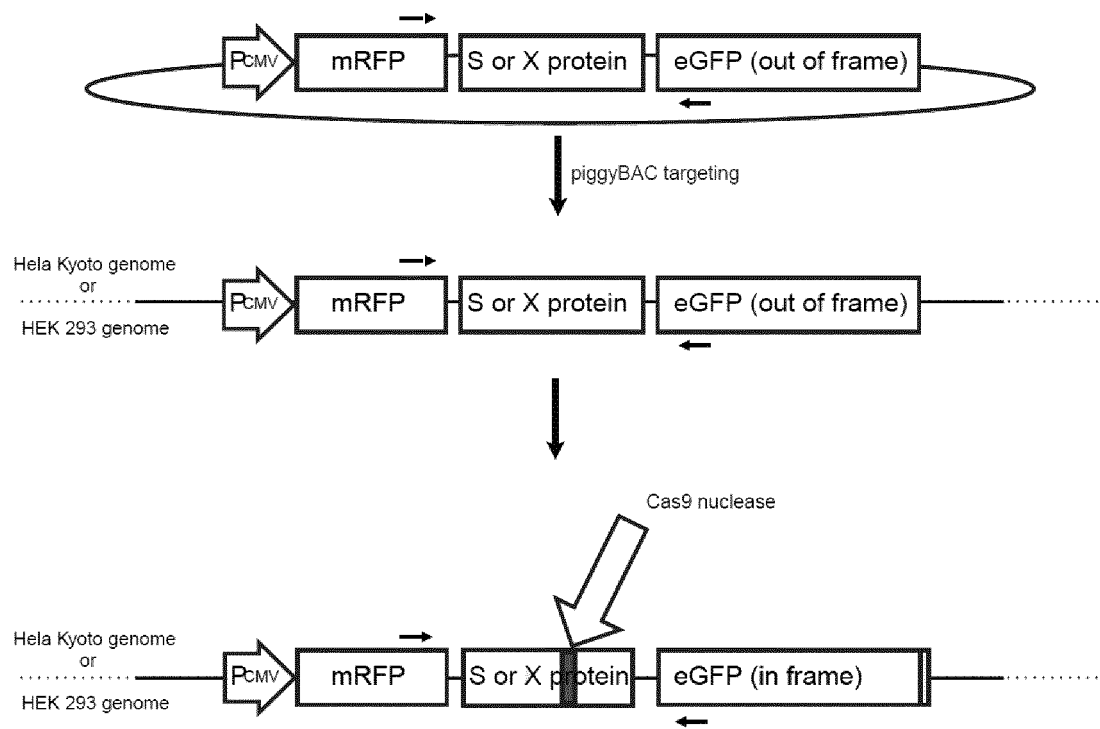 PCMV mRFP S or X protein eGFP (out of frame)
piggyBAC targeting
Hela Kyoto genome
or
HEK 293 genome
PCMV mRFP S or X protein eGFP (out of frame)
Cas9 nuclease
Hela Kyoto genome
or
HEK 293 genome
PCMV mRFP S or X protein eGFP (in frame)